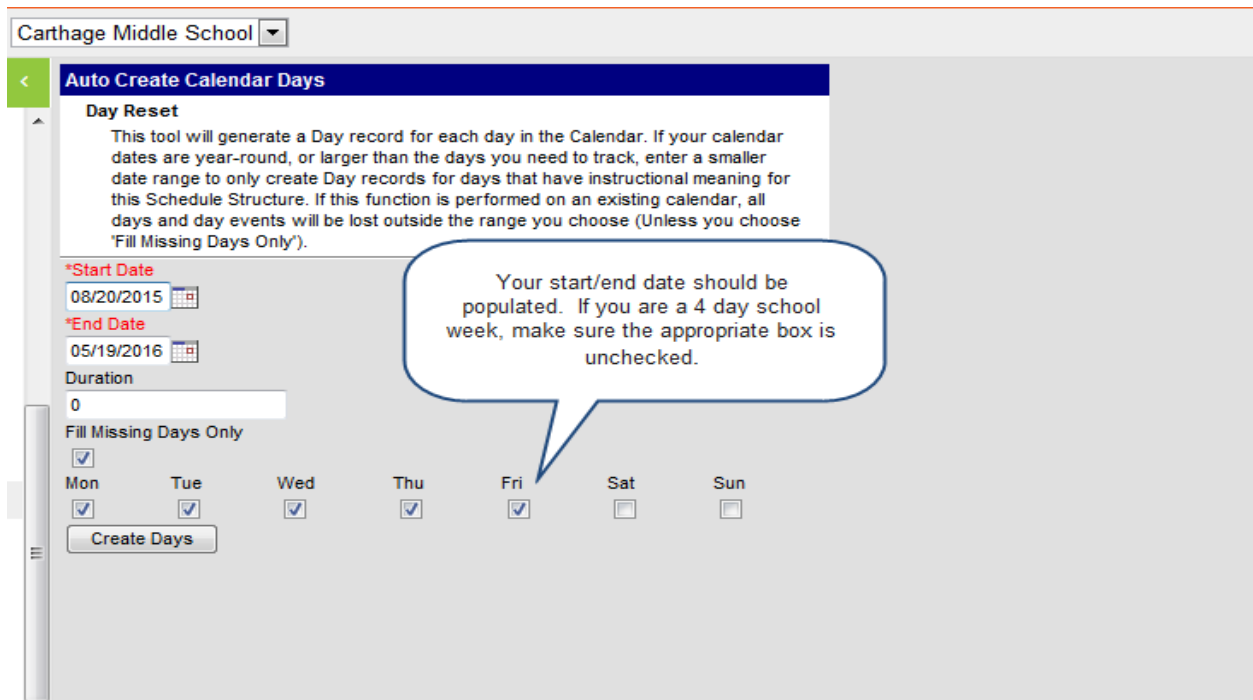 Carthage Middle School
Auto Create Calendar Days
Day Reset
This tool will generate a Day record for each day in the Calendar. If your calendar
dates are year-round, or larger than the days you need to track, enter a smaller
date range to only create Day records for days that have instructional meaning for
this Schedule Structure. If this function is performed on an existing calendar, all
days and day events will be lost outside the range you choose (Unless you choose
'Fill Missing Days Only').
*Start Date
08/20/2015
*End Date
05/19/2016
Duration
0
Fill Missing Days Only
Your start/end date should be
populated. If you are a 4 day school
week, make sure the appropriate box is
unchecked.
Mon Tue Wed Thu Fri Sat Sun
Create Days